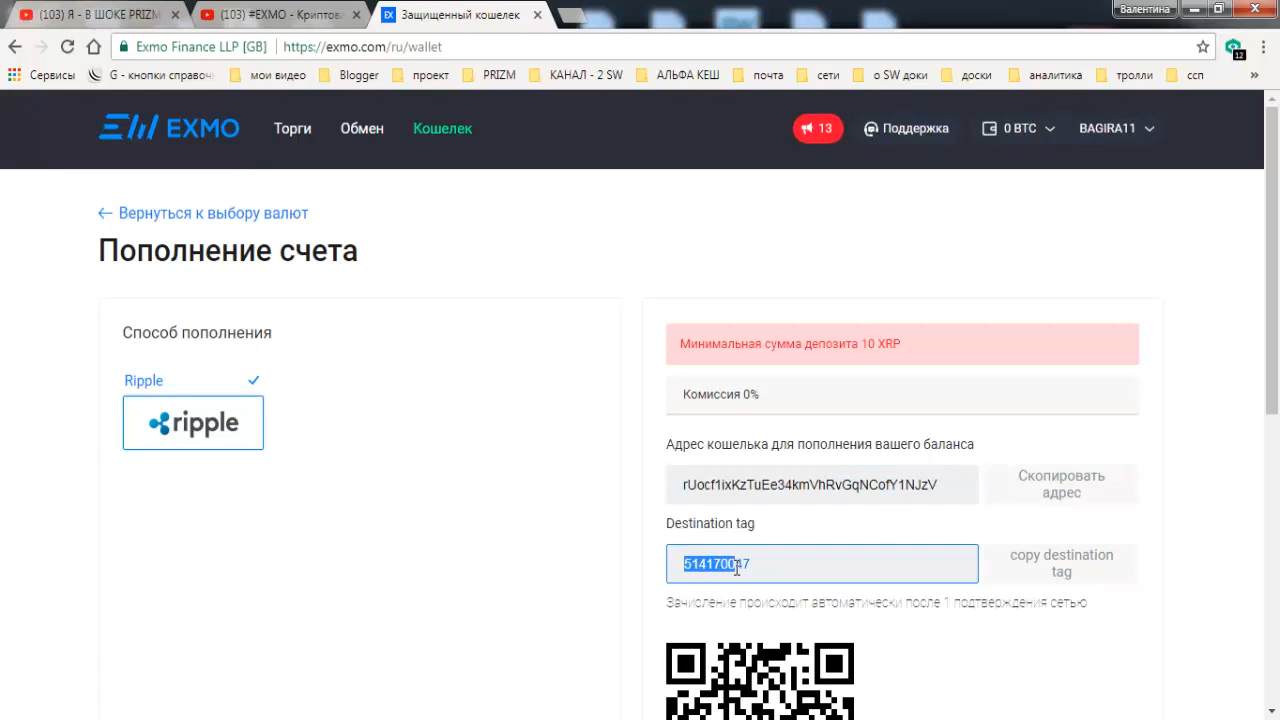 (103) Я - В ШОКЕ PRIZM
(103) #EXMO - Криптова
Защищенный кошелек
Валентина
Exmo Finance LLP [GB]
https://exmo.com/ru/wallet
12
Сервисы
G - кнопки справоч
мои видео
Blogger
проект
PRIZM
КАНАЛ - 2 SW
АЛЬФА КЕШ
почта
сети
о SW доки
доски
аналитика
тролли
ссп
EXMO
Торги
Обмен
Кошелек
13
Поддержка
0 BTC
BAGIRA11
Вернуться к выбору валют
Пополнение счета
Способ пополнения
Ripple
ripple
Минимальная сумма депозита 10 XRP
Комиссия 0%
Адрес кошелька для пополнения вашего баланса
rUocf1ixKzTuEe34kmVhRvGqNCofY1NJzV
Скопировать
адрес
Destination tag
514170047
copy destination
tag
Зачисление происходит автоматически после 1 подтверждения сетью